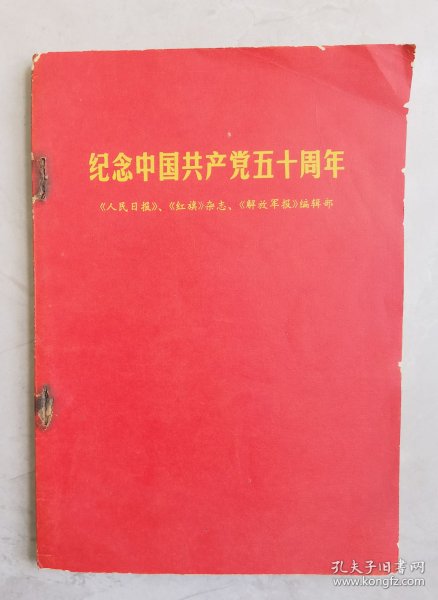 纪念中国共产党五十周年
《人民日报》、《红旗》杂志、《解放军报》编辑部
孔夫子旧书网
www.kongfz.com